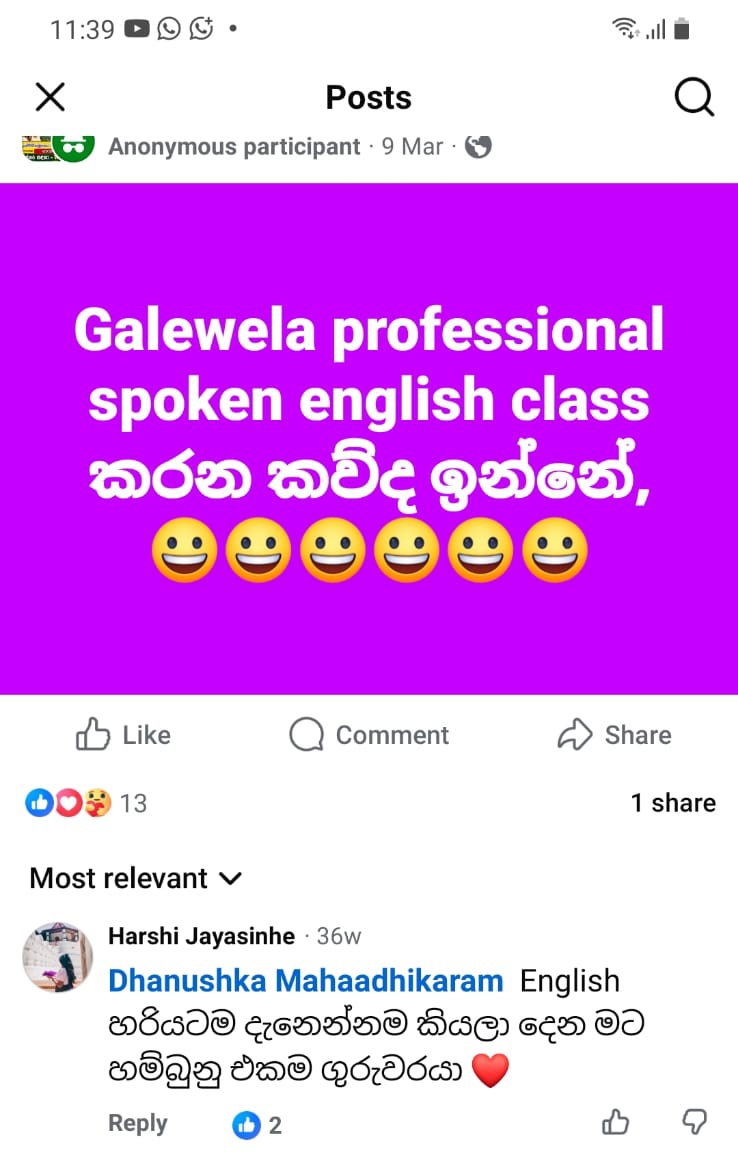 11:39
Posts
Anonymous participant · 9 Mar ·
Galewela professional
spoken english class
කරන කව්ද ඉන්නේ,
😀😀😀😀😀😀
Like Comment Share
13 1 share
Most relevant
Harshi Jayasinhe · 36w
Dhanushka Mahaadhikaram English
හරියටම දැනෙන්නම කියලා දෙන මට
හම්බුනු එකම ගුරුවරයා ❤️
Reply 2